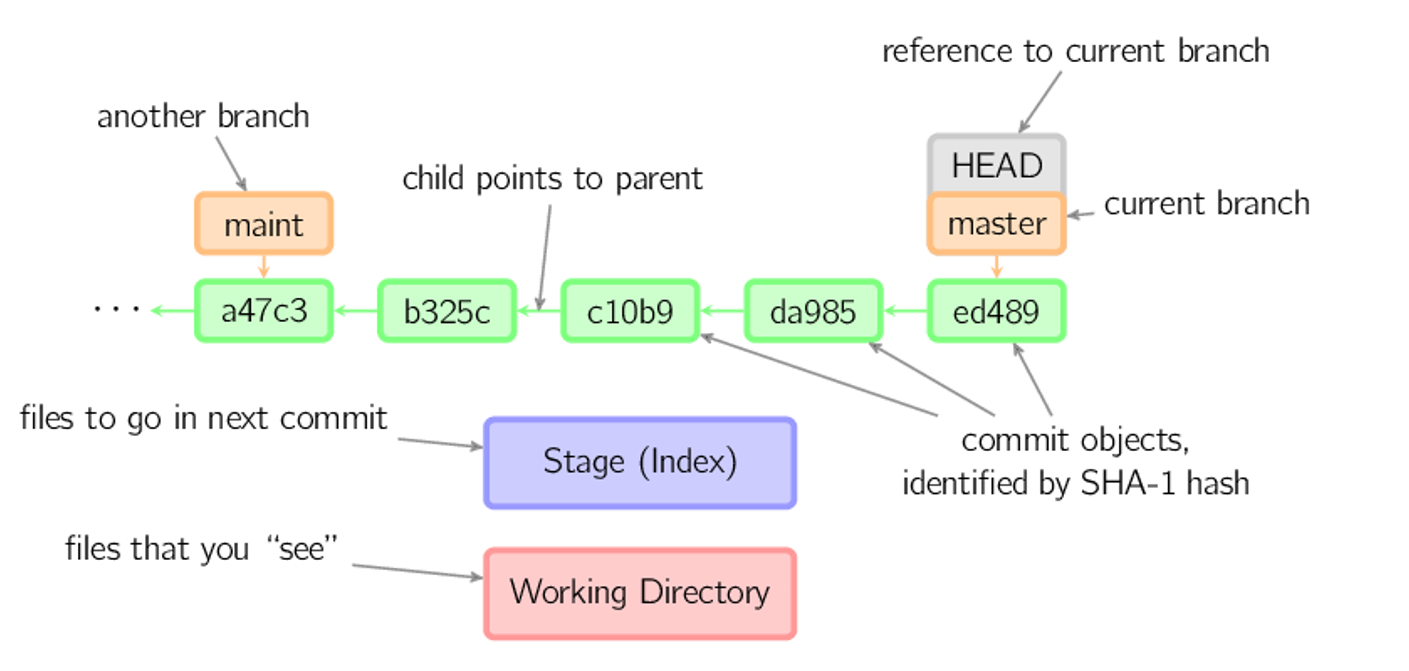 reference to current branch
another branch
HEAD
child points to parent
current branch
maint
master
··· a47c3 b325c c10b9 da985 ed489
files to go in next commit
commit objects,
identified by SHA-1 hash
Stage (Index)
files that you “see”
Working Directory